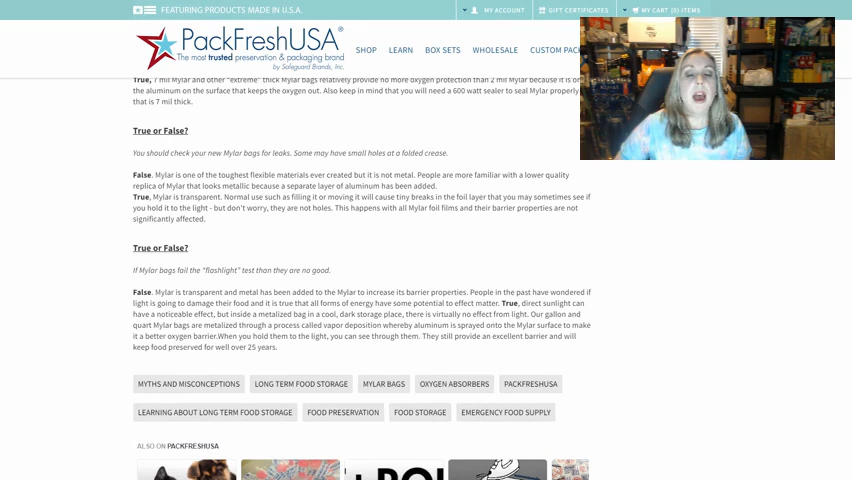 FEATURING PRODUCTS MADE IN U.S.A.
MY ACCOUNT
GIFT CERTIFICATES
MY CART (0) ITEMS
PackFreshUSA®
The most trusted preservation & packaging brand
by Safeguard Brands, Inc.
SHOP
LEARN
BOX SETS
WHOLESALE
CUSTOM PACK
True, 7 mil Mylar and other "extreme" thick Mylar bags relatively provide no more oxygen protection than 2 mil Mylar because it is
the aluminum on the surface that keeps the oxygen out. Also keep in mind that you will need a 600 watt sealer to seal Mylar properly
that is 7 mil thick.
True or False?
You should check your new Mylar bags for leaks. Some may have small holes at a folded crease.
False. Mylar is one of the toughest flexible materials ever created but it is not metal. People are more familiar with a lower quality
replica of Mylar that looks metallic because a separate layer of aluminum has been added.
True, Mylar is transparent. Normal use such as filling it or moving it will cause tiny breaks in the foil layer that you may sometimes see if
you hold it to the light - but don't worry, they are not holes. This happens with all Mylar foil films and their barrier properties are not
significantly affected.
True or False?
If Mylar bags fail the "flashlight" test than they are no good.
False. Mylar is transparent and metal has been added to the Mylar to increase its barrier properties. People in the past have wondered if
light is going to damage their food and it is true that all forms of energy have some potential to effect matter. True, direct sunlight can
have a noticeable effect, but inside a metalized bag in a cool, dark storage place, there is virtually no effect from light. Our gallon and
quart Mylar bags are metalized through a process called vapor deposition whereby aluminum is sprayed onto the Mylar surface to make
it a better oxygen barrier.When you hold them to the light, you can see through them. They still provide an excellent barrier and will
keep food preserved for well over 25 years.
MYTHS AND MISCONCEPTIONS
LONG TERM FOOD STORAGE
MYLAR BAGS
OXYGEN ABSORBERS
PACKFRESHUSA
LEARNING ABOUT LONG TERM FOOD STORAGE
FOOD PRESERVATION
FOOD STORAGE
EMERGENCY FOOD SUPPLY
ALSO ON PACKFRESHUSA